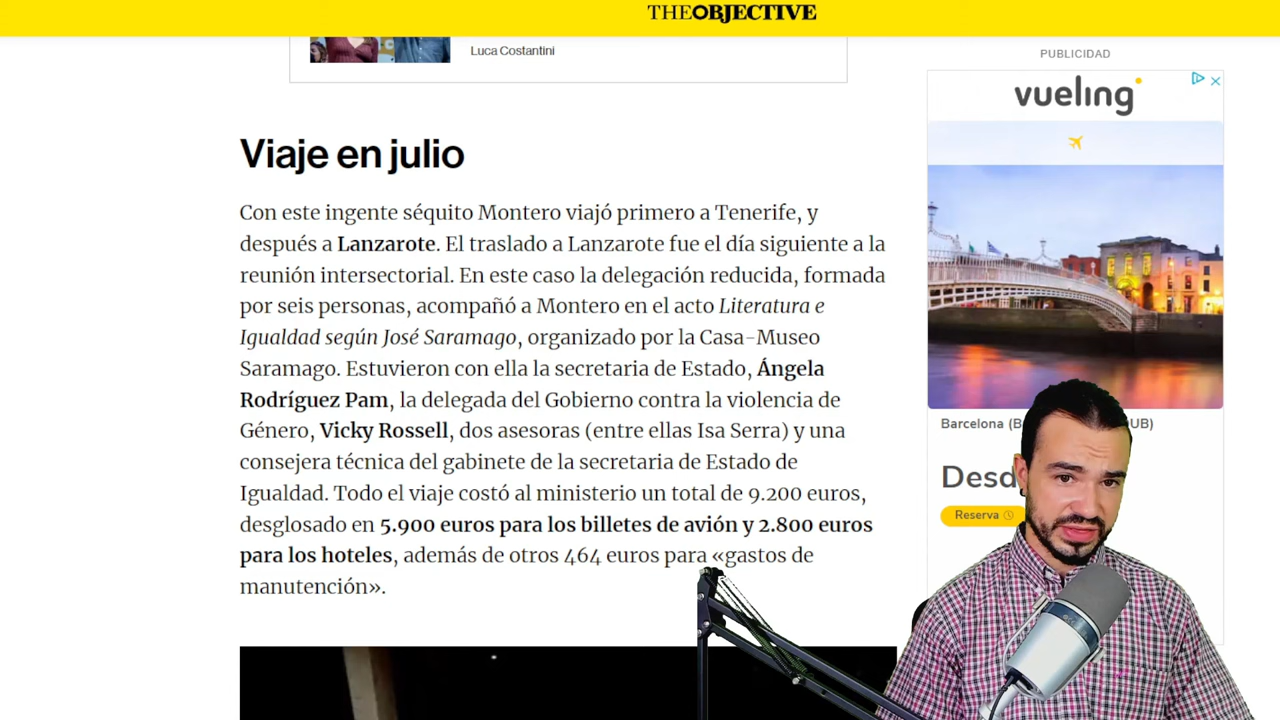 THEOBJECTIVE
Luca Costantini
PUBLICIDAD
vueling
Viaje en julio
Con este ingente séquito Montero viajó primero a Tenerife, y
después a Lanzarote. El traslado a Lanzarote fue el día siguiente a la
reunión intersectorial. En este caso la delegación reducida, formada
por seis personas, acompañó a Montero en el acto Literatura e
Igualdad según José Saramago, organizado por la Casa-Museo
Saramago. Estuvieron con ella la secretaria de Estado, Ángela
Rodríguez Pam, la delegada del Gobierno contra la violencia de
Género, Vicky Rossell, dos asesoras (entre ellas Isa Serra) y una
consejera técnica del gabinete de la secretaria de Estado de
Igualdad. Todo el viaje costó al ministerio un total de 9.200 euros,
desglosado en 5.900 euros para los billetes de avión y 2.800 euros
para los hoteles, además de otros 464 euros para «gastos de
manutención».
Barcelona (B UB)
Desd
Reserva